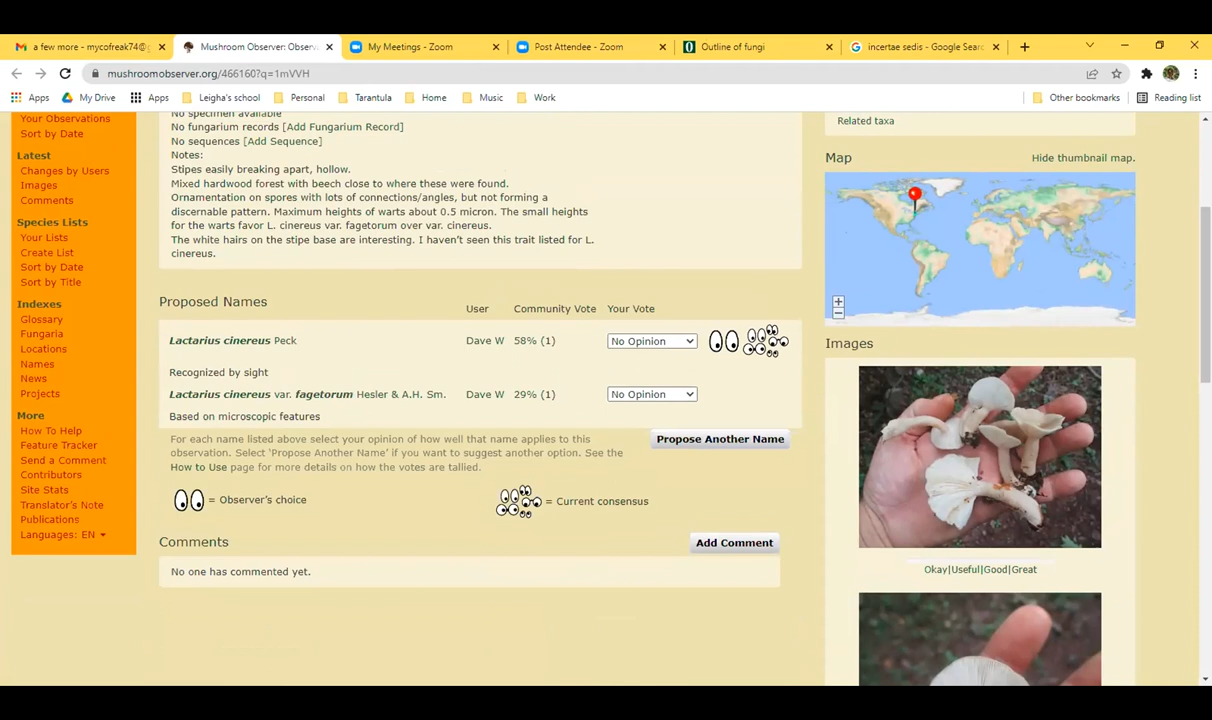 a few more - mycofreak74@g
Mushroom Observer: Observa
My Meetings - Zoom
Post Attendee - Zoom
Outline of fungi
incertae sedis - Google Searc
mushroomobserver.org/466160?q=1mVVH
Apps
My Drive
Apps
Leigha's school
Personal
Tarantula
Home
Music
Work
Other bookmarks
Reading list
Your Observations
Sort by Date
Latest
Changes by Users
Images
Comments
Species Lists
Your Lists
Create List
Sort by Date
Sort by Title
Indexes
Glossary
Fungaria
Locations
Names
News
Projects
More
How To Help
Feature Tracker
Send a Comment
Contributors
Site Stats
Translator's Note
Publications
Languages: EN
No specimen available
No fungarium records [Add Fungarium Record]
No sequences [Add Sequence]
Notes:
Stipes easily breaking apart, hollow.
Mixed hardwood forest with beech close to where these were found.
Ornamentation on spores with lots of connections/angles, but not forming a
discernable pattern. Maximum heights of warts about 0.5 micron. The small heights
for the warts favor L. cinereus var. fagetorum over var. cinereus.
The white hairs on the stipe base are interesting. I haven't seen this trait listed for L.
cinereus.
Proposed Names
User
Community Vote
Your Vote
Lactarius cinereus Peck
Dave W
58% (1)
No Opinion
Recognized by sight
Lactarius cinereus var. fagetorum Hesler & A.H. Sm.
Dave W
29% (1)
No Opinion
Based on microscopic features
For each name listed above select your opinion of how well that name applies to this
observation. Select 'Propose Another Name' if you want to suggest another option. See the
How to Use page for more details on how the votes are tallied.
Propose Another Name
= Observer's choice
= Current consensus
Comments
Add Comment
No one has commented yet.
Related taxa
Map
Hide thumbnail map.
+
−
Images
Okay|Useful|Good|Great